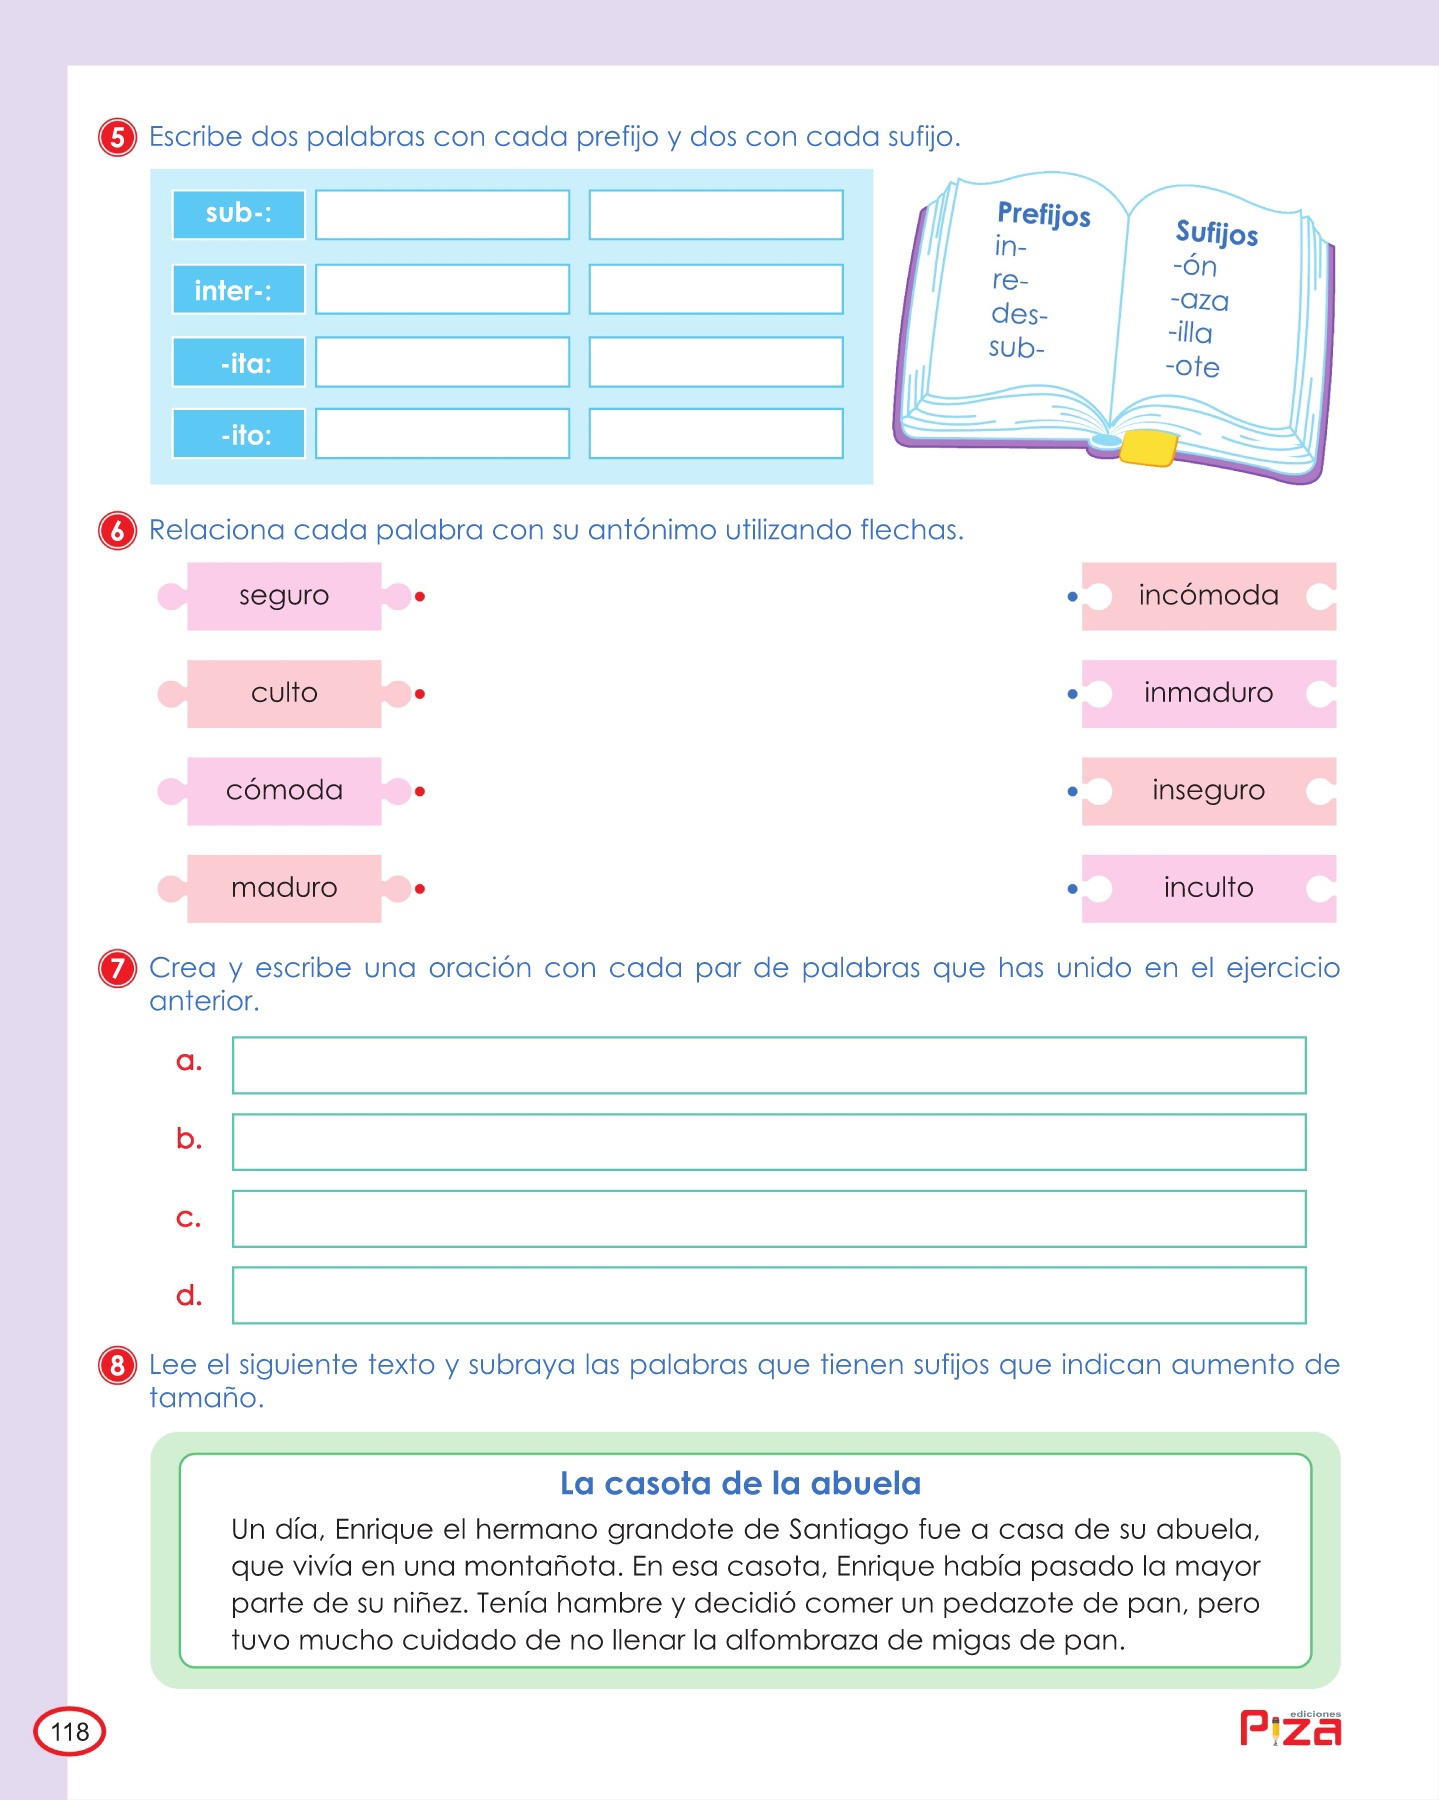 5 Escribe dos palabras con cada prefijo y dos con cada sufijo.
sub-:
inter-:
-ita:
-ito:
Prefijos
in-
re-
des-
sub-
Sufijos
-ón
-aza
-illa
-ote
6 Relaciona cada palabra con su antónimo utilizando flechas.
seguro
incómoda
culto
inmaduro
cómoda
inseguro
maduro
inculto
7 Crea y escribe una oración con cada par de palabras que has unido en el ejercicio
anterior.
a.
b.
c.
d.
8 Lee el siguiente texto y subraya las palabras que tienen sufijos que indican aumento de
tamaño.
La casota de la abuela
Un día, Enrique el hermano grandote de Santiago fue a casa de su abuela,
que vivía en una montañota. En esa casota, Enrique había pasado la mayor
parte de su niñez. Tenía hambre y decidió comer un pedazote de pan, pero
tuvo mucho cuidado de no llenar la alfombraza de migas de pan.
118
ediciones
Piza